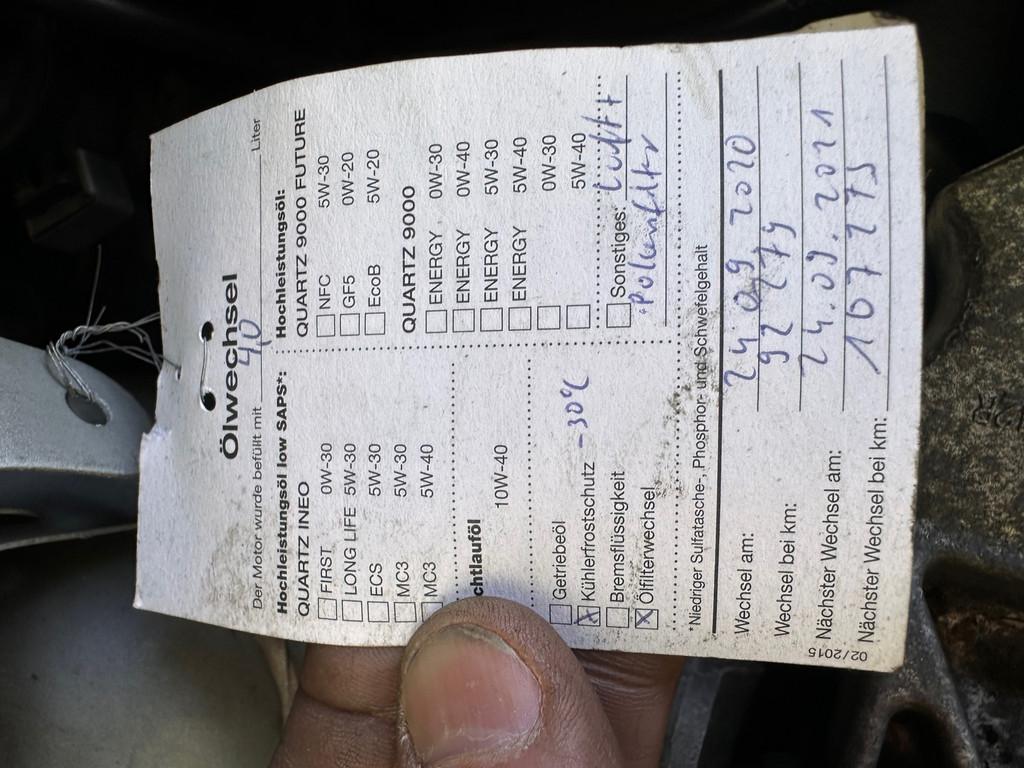 Ölwechsel
Der Motor wurde befüllt mit 4,0 Liter
Hochleistungsöl low SAPS*:
QUARTZ INEO
FIRST 0W-30
LONG LIFE 5W-30
ECS 5W-30
MC3 5W-30
MC3 5W-40
chtlauföl
10W-40
Getriebeöl
Kühlerfrostschutz -30°C
Bremsflüssigkeit
Ölfilterwechsel
Hochleistungsöl:
QUARTZ 9000 FUTURE
NFC 5W-30
GF5 0W-20
EcoB 5W-20
QUARTZ 9000
ENERGY 0W-30
ENERGY 0W-40
ENERGY 5W-30
ENERGY 5W-40
0W-30
5W-40
Sonstiges: Luft+
Pollenfilter
*Niedriger Sulfatasche-, Phosphor- und Schwefelgehalt
Wechsel am: 24.09.2020
Wechsel bei km:
Nächster Wechsel am: 24.09.2021
Nächster Wechsel bei km: 107275
02/2015